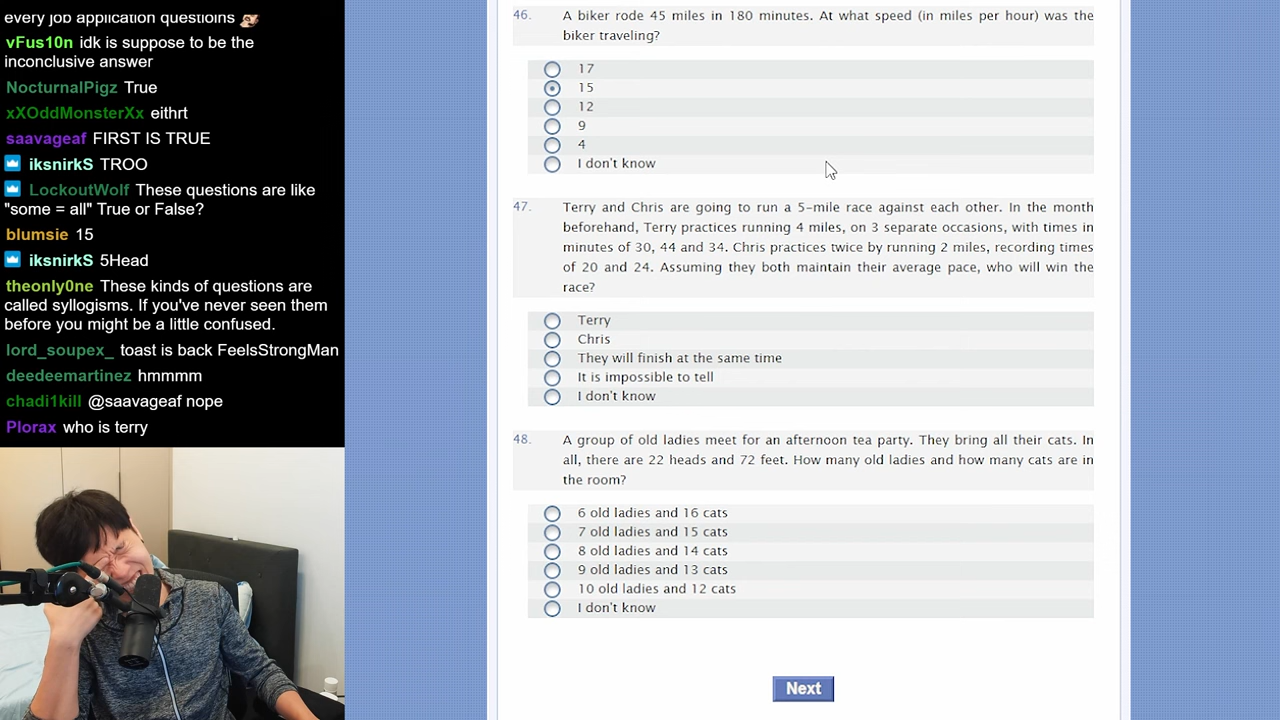 every job application questioins
vFus10n idk is suppose to be the
inconclusive answer
NocturnalPigz True
xXOddMonsterXx eithrt
saavageaf FIRST IS TRUE
iksnirkS TROO
LockoutWolf These questions are like
"some = all" True or False?
blumsie 15
iksnirkS 5Head
theonly0ne These kinds of questions are
called syllogisms. If you've never seen them
before you might be a little confused.
lord_soupex_ toast is back FeelsStrongMan
deedeemartinez hmmmm
chadi1kill @saavageaf nope
Plorax who is terry
46. A biker rode 45 miles in 180 minutes. At what speed (in miles per hour) was the
biker traveling?
17
15
12
9
4
I don't know
47. Terry and Chris are going to run a 5-mile race against each other. In the month
beforehand, Terry practices running 4 miles, on 3 separate occasions, with times in
minutes of 30, 44 and 34. Chris practices twice by running 2 miles, recording times
of 20 and 24. Assuming they both maintain their average pace, who will win the
race?
Terry
Chris
They will finish at the same time
It is impossible to tell
I don't know
48. A group of old ladies meet for an afternoon tea party. They bring all their cats. In
all, there are 22 heads and 72 feet. How many old ladies and how many cats are in
the room?
6 old ladies and 16 cats
7 old ladies and 15 cats
8 old ladies and 14 cats
9 old ladies and 13 cats
10 old ladies and 12 cats
I don't know
Next